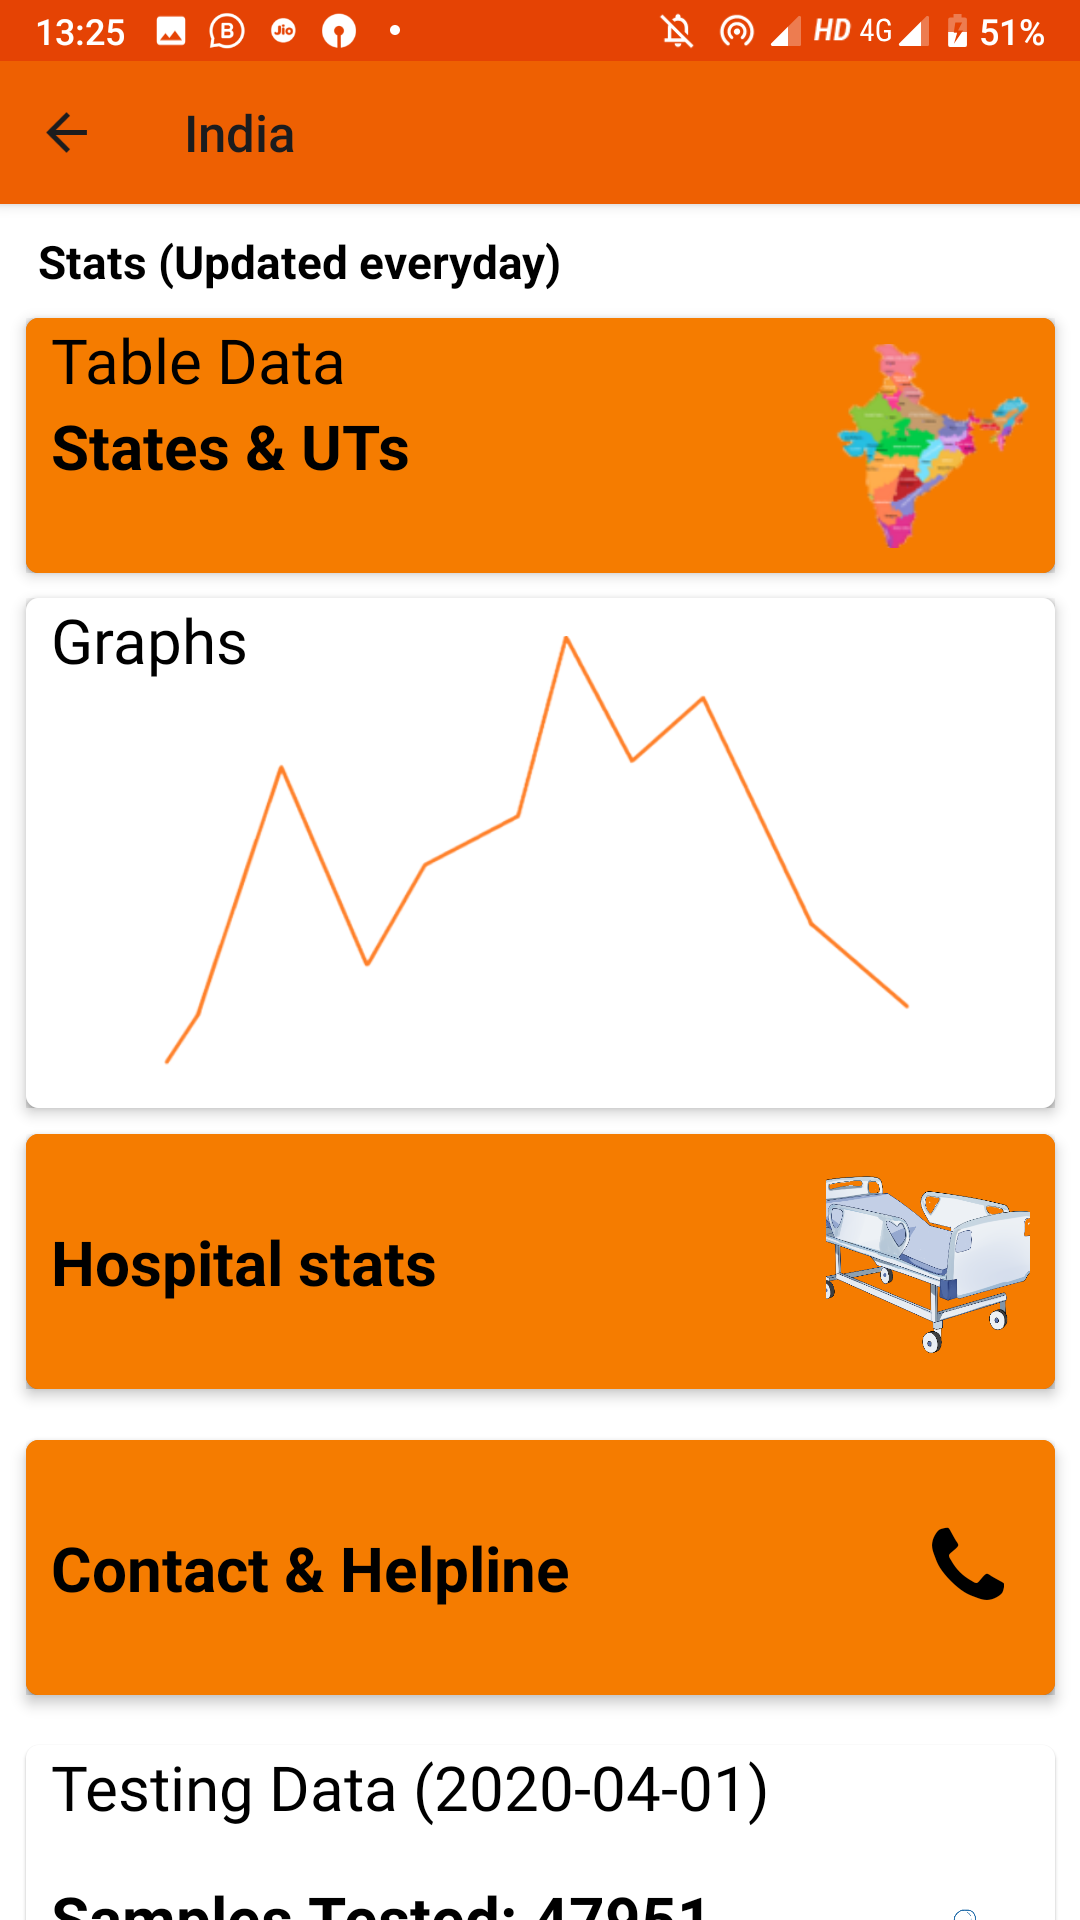 13:25 B Jio HD 4G 51%
India
Stats (Updated everyday)
Table Data
States & UTs
Graphs
Hospital stats
Contact & Helpline
Testing Data (2020-04-01)
Samples Tested: 47951